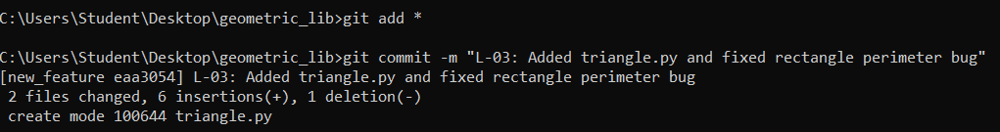 C:\Users\Student\Desktop\geometric_lib>git add *
C:\Users\Student\Desktop\geometric_lib>git commit -m "L-03: Added triangle.py and fixed rectangle perimeter bug"
[new_feature eaa3054] L-03: Added triangle.py and fixed rectangle perimeter bug
 2 files changed, 6 insertions(+), 1 deletion(-)
 create mode 100644 triangle.py